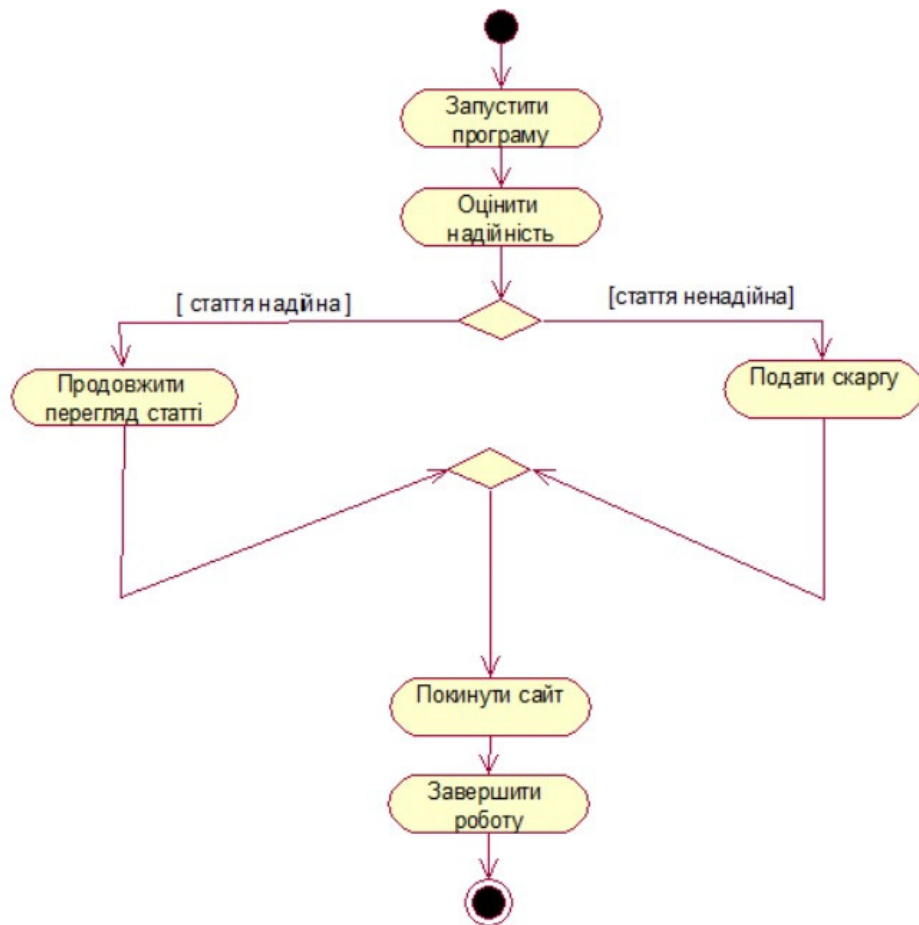 Запустити
програму
Оцінити
надійність
[ стаття надійна ]
[стаття ненадійна]
Продовжити
перегляд статті
Подати скаргу
Покинути сайт
Завершити
роботу